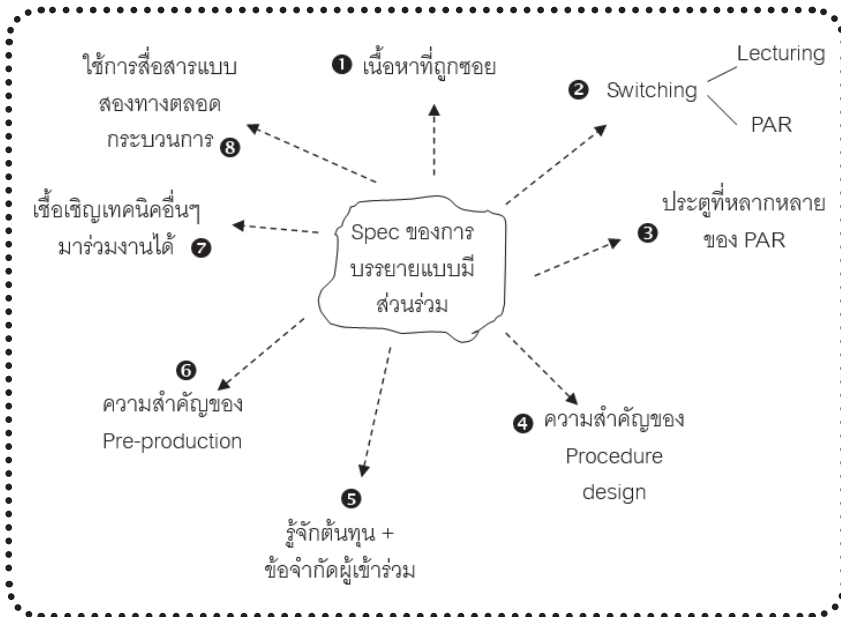 Spec ของการ
บรรยายแบบมี
ส่วนร่วม
❶ เนื้อหาที่ถูกซอย
❷ Switching
Lecturing
PAR
❸ ประตูที่หลากหลาย
ของ PAR
❹ ความสำคัญของ
Procedure
design
❺
รู้จักต้นทุน +
ข้อจำกัดผู้เข้าร่วม
❻
ความสำคัญของ
Pre-production
เชื้อเชิญเทคนิคอื่นๆ
มาร่วมงานได้ ❼
ใช้การสื่อสารแบบ
สองทางตลอด
กระบวนการ ❽